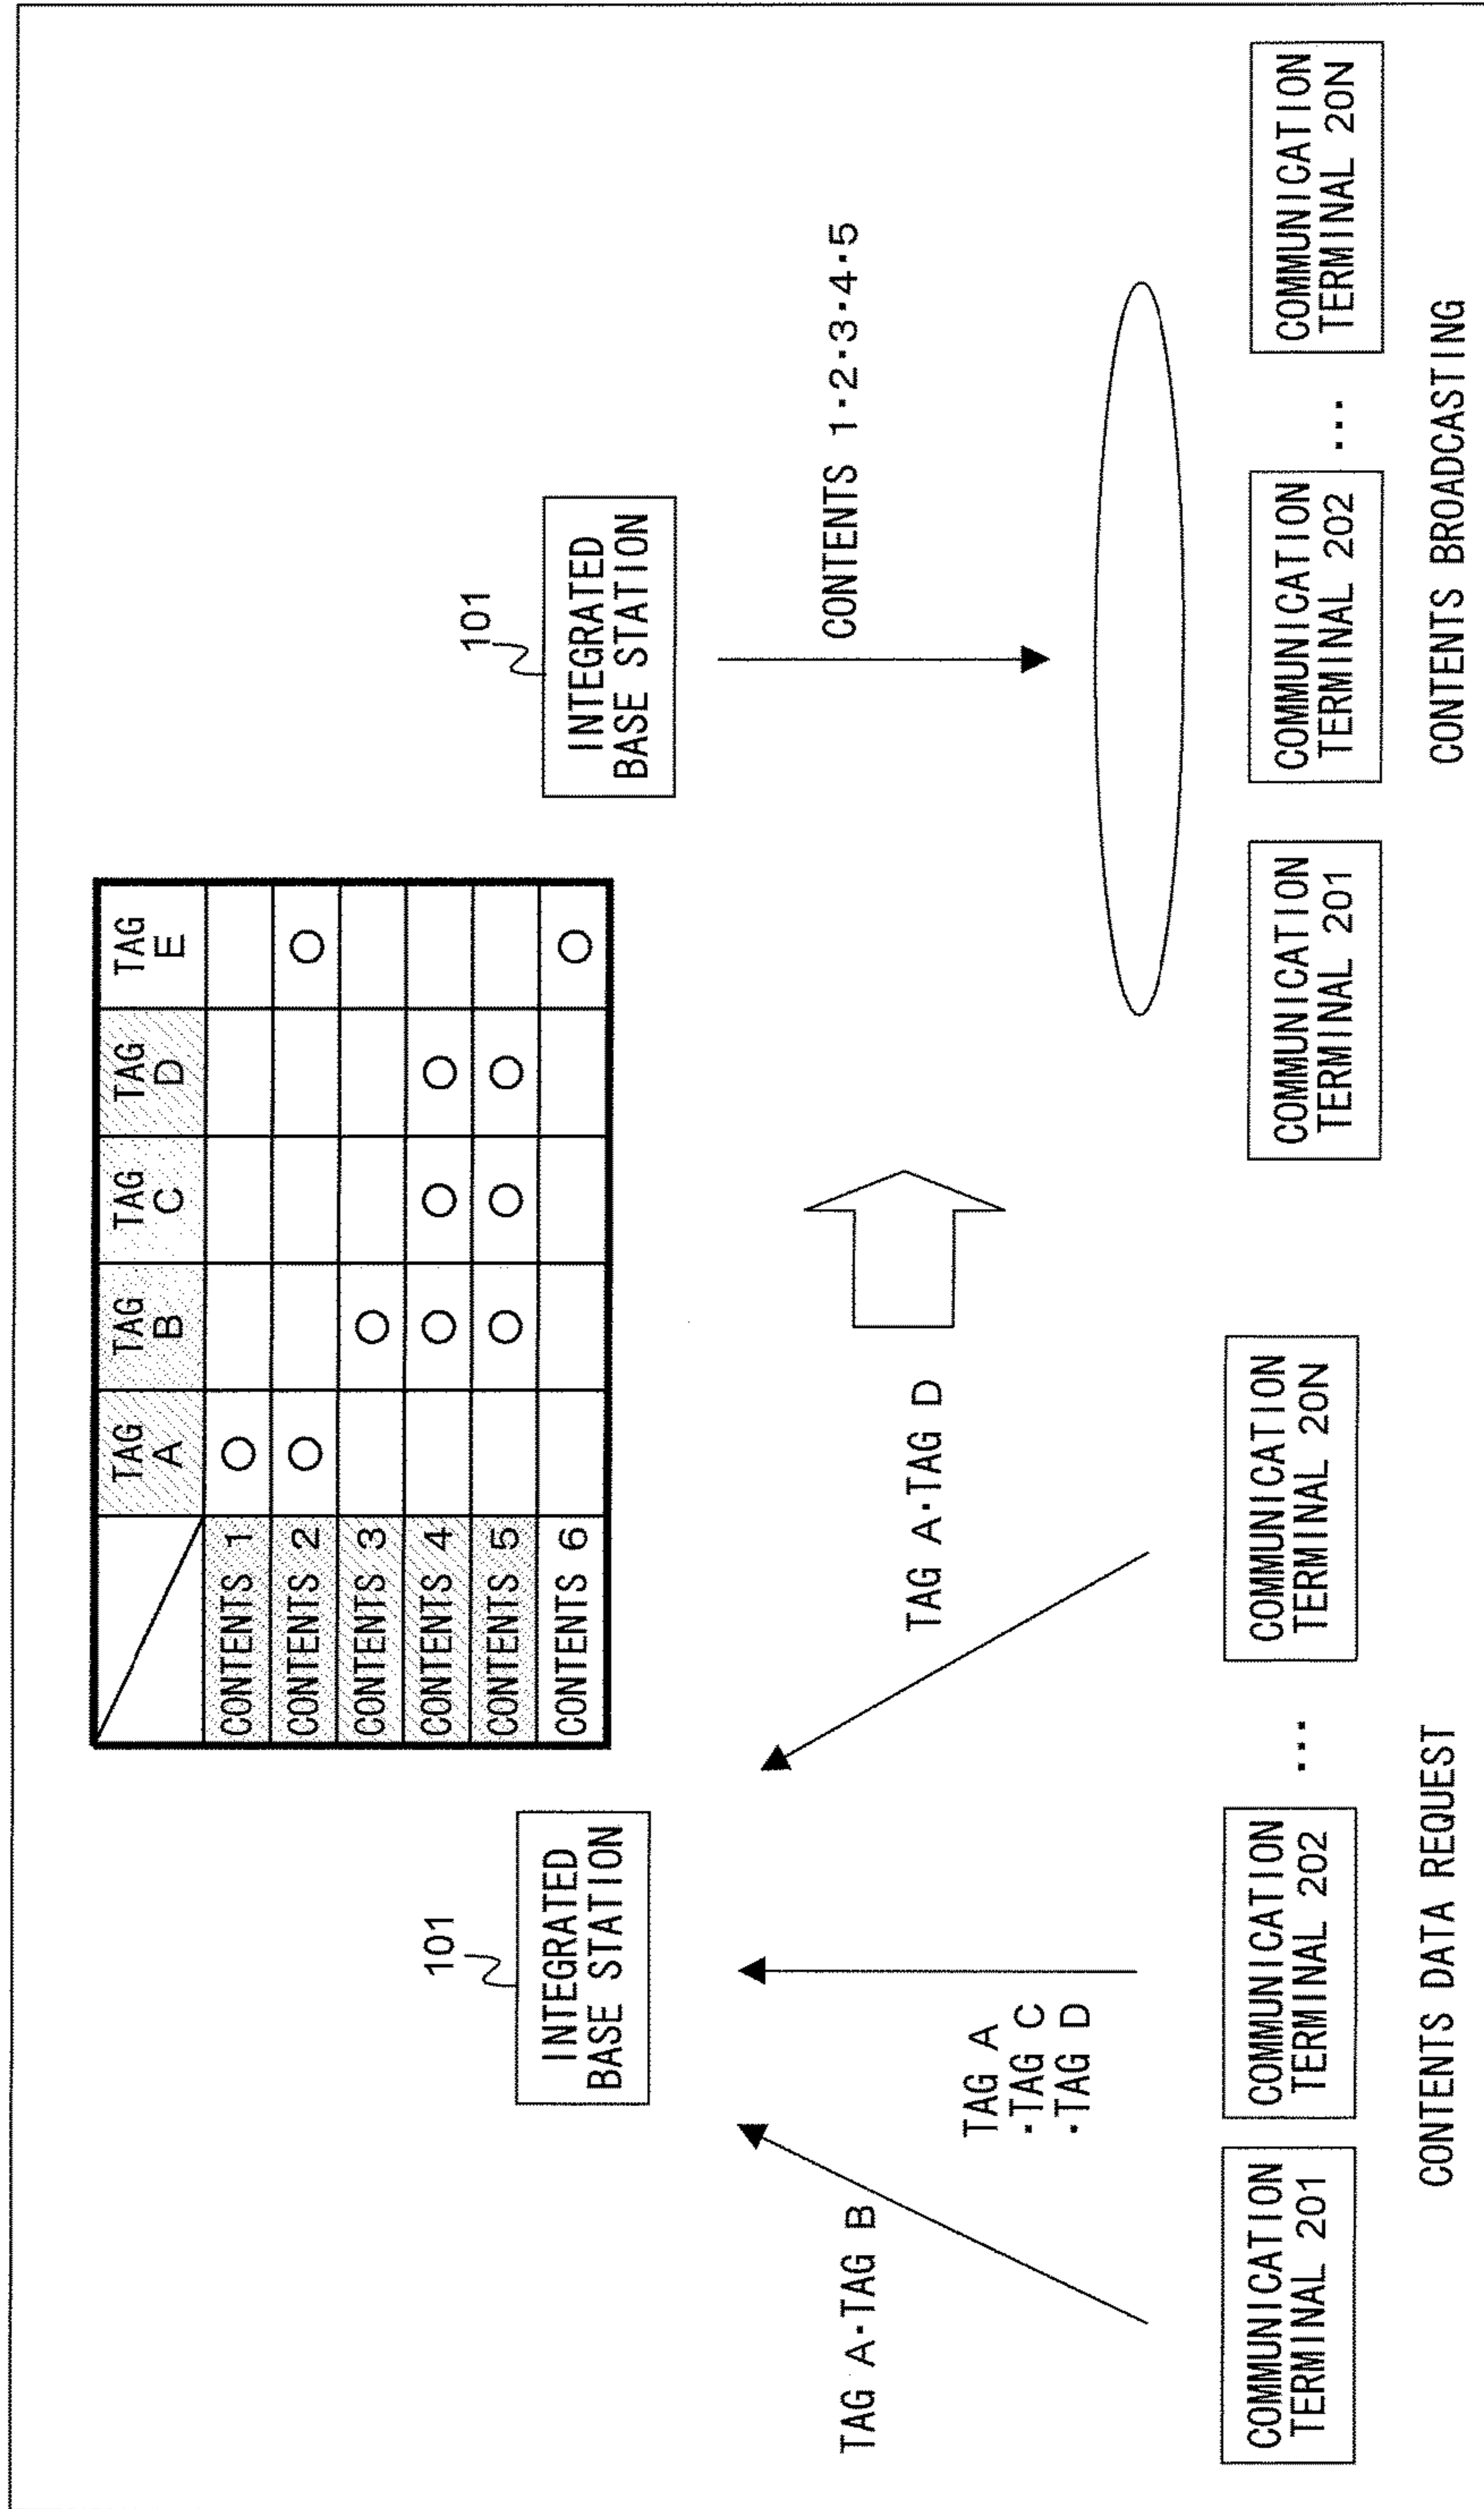 TAG A
TAG B
TAG C
TAG D
TAG E
CONTENTS 1
CONTENTS 2
CONTENTS 3
CONTENTS 4
CONTENTS 5
CONTENTS 6
101
INTEGRATED
BASE STATION
TAG A·TAG B
TAG A
·TAG C
·TAG D
TAG A·TAG D
COMMUNICATION
TERMINAL 201
COMMUNICATION
TERMINAL 202
...
COMMUNICATION
TERMINAL 20N
CONTENTS DATA REQUEST
101
INTEGRATED
BASE STATION
CONTENTS 1·2·3·4·5
COMMUNICATION
TERMINAL 201
COMMUNICATION
TERMINAL 202
...
COMMUNICATION
TERMINAL 20N
CONTENTS BROADCASTING